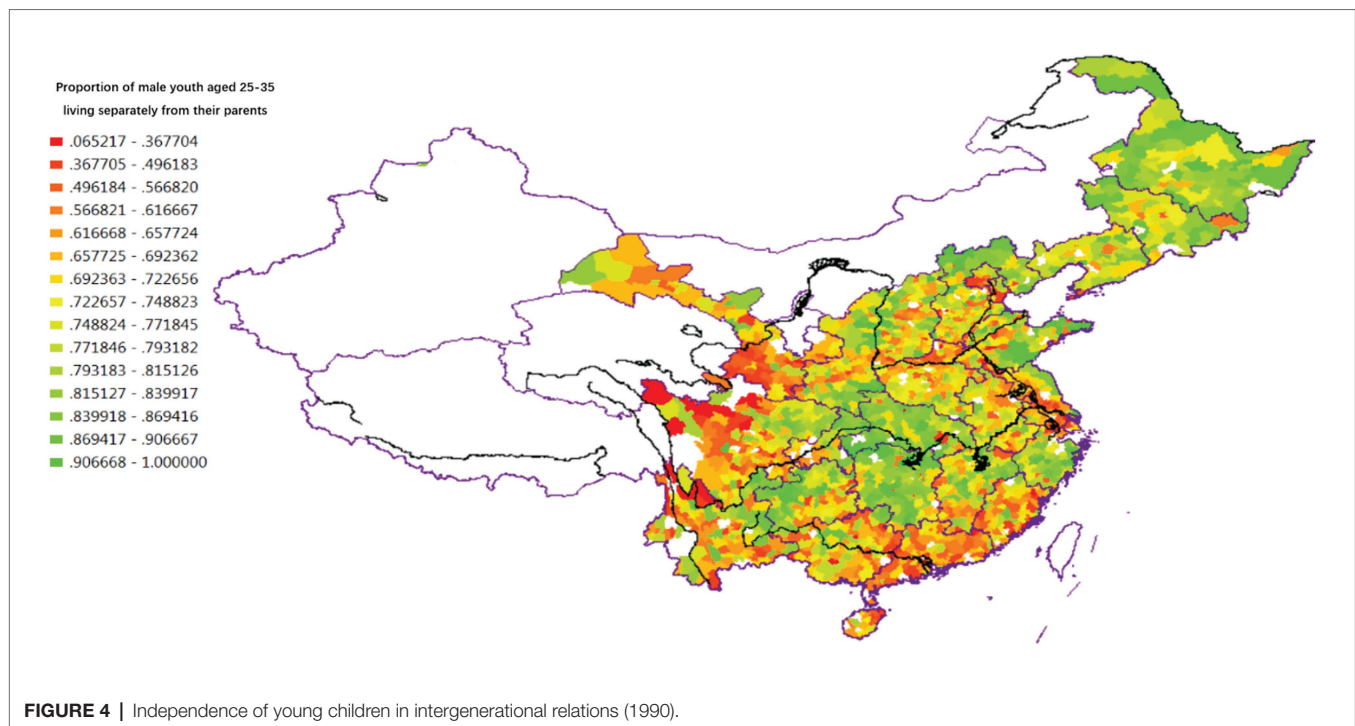 Proportion of male youth aged 25-35
living separately from their parents
.065217 - .367704
.367705 - .496183
.496184 - .566820
.566821 - .616667
.616668 - .657724
.657725 - .692362
.692363 - .722656
.722657 - .748823
.748824 - .771845
.771846 - .793182
.793183 - .815126
.815127 - .839917
.839918 - .869416
.869417 - .906667
.906668 - 1.000000
FIGURE 4 | Independence of young children in intergenerational relations (1990).